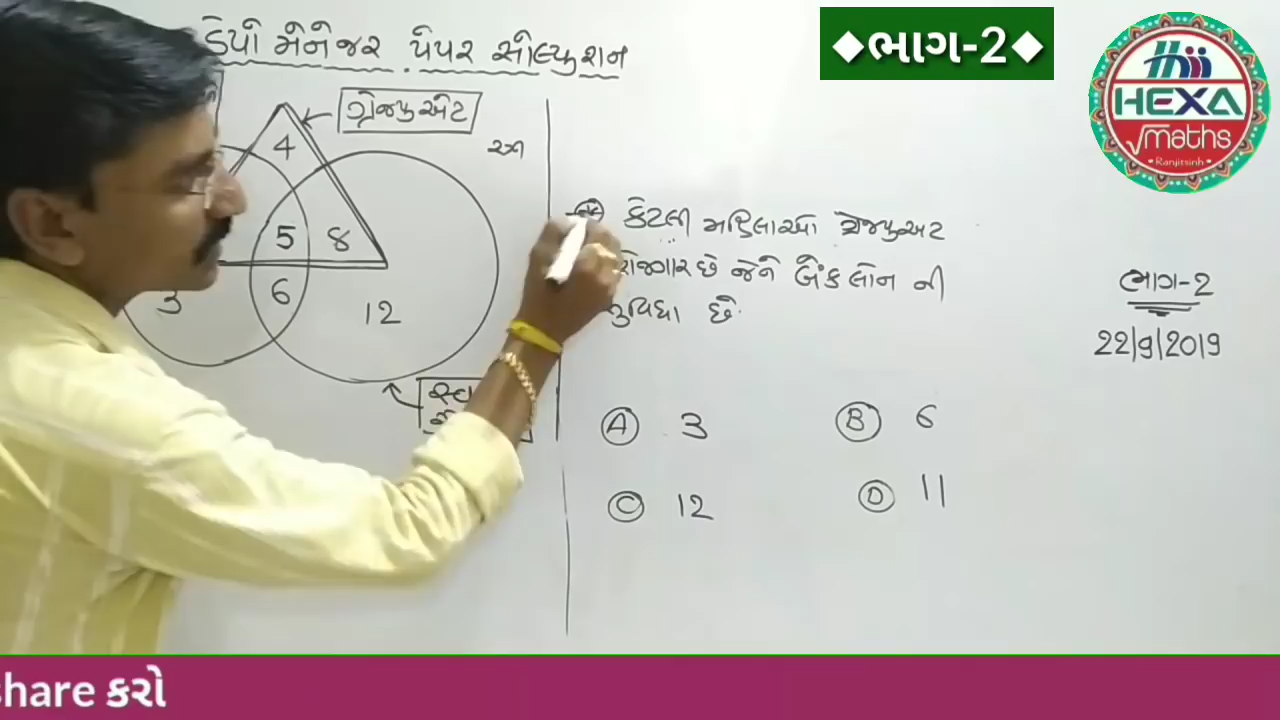 ડેપો મેનેજર પેપર સોલ્યુશન
◆ભાગ-2◆
HEXA
maths
Ranjitsinh
ગ્રેજ્યુએટ
4
5
8
3
6
12
કેટલી મહિલાઓ ગ્રેજ્યુએટ
છે જેને બેંક લોન ની
છે
A 3
B 6
C 12
D 11
ભાગ-2
22/9/2019
share કરો